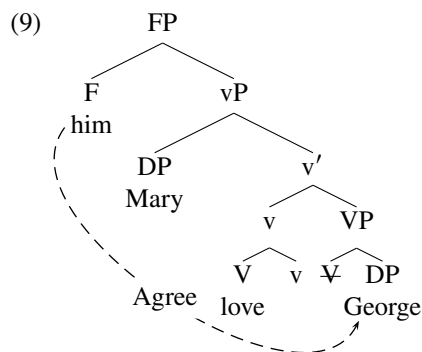 (9) FP
F vP
him
DP v′
Mary
v VP
V v V DP
Agree love George